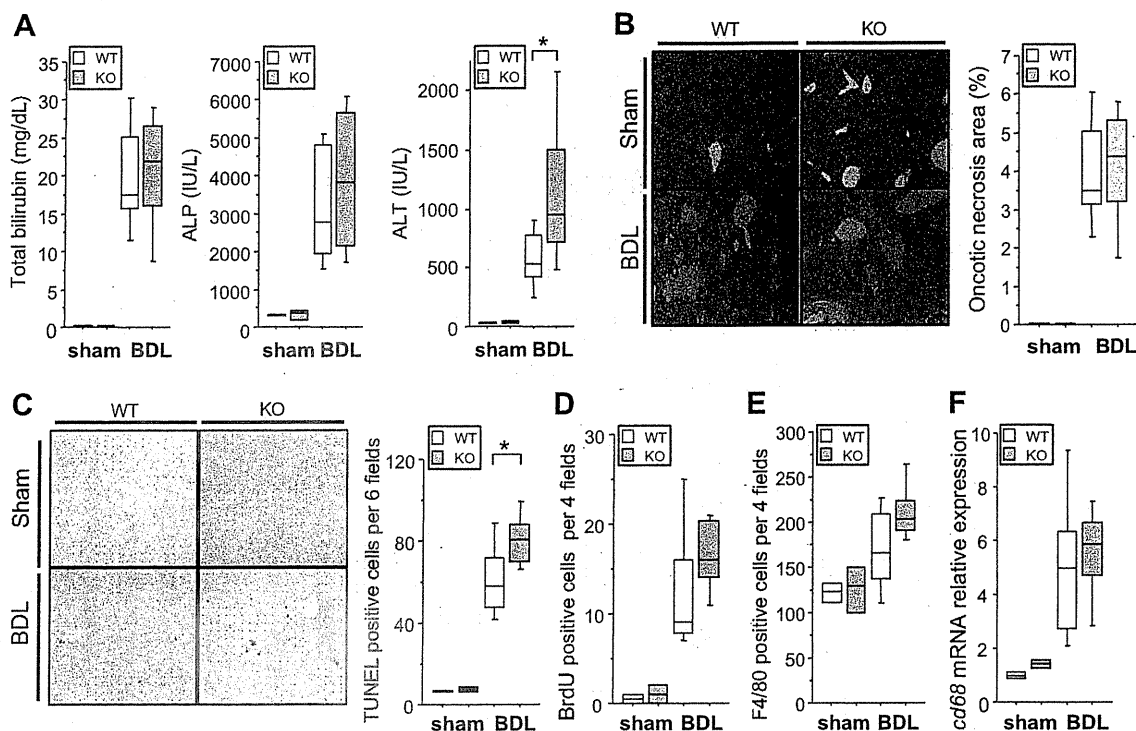 A
WT
KO
Total bilirubin (mg/dL)
35
30
25
20
15
10
5
0
sham BDL
WT
KO
ALP (IU/L)
7000
6000
5000
4000
3000
2000
1000
0
sham BDL
WT
KO
*
ALT (IU/L)
2000
1500
1000
500
0
sham BDL
B
WT
KO
Sham
BDL
WT
KO
Oncotic necrosis area (%)
7
6
5
4
3
2
1
0
sham BDL
C
WT
KO
Sham
BDL
WT
KO
*
TUNEL positive cells per 6 fields
120
80
40
0
sham BDL
D
WT
KO
BrdU positive cells per 4 fields
30
20
10
0
sham BDL
E
WT
KO
F4/80 positive cells per 4 fields
300
250
200
150
100
50
0
sham BDL
F
WT
KO
cd68 mRNA relative expression
10
8
6
4
2
0
sham BDL